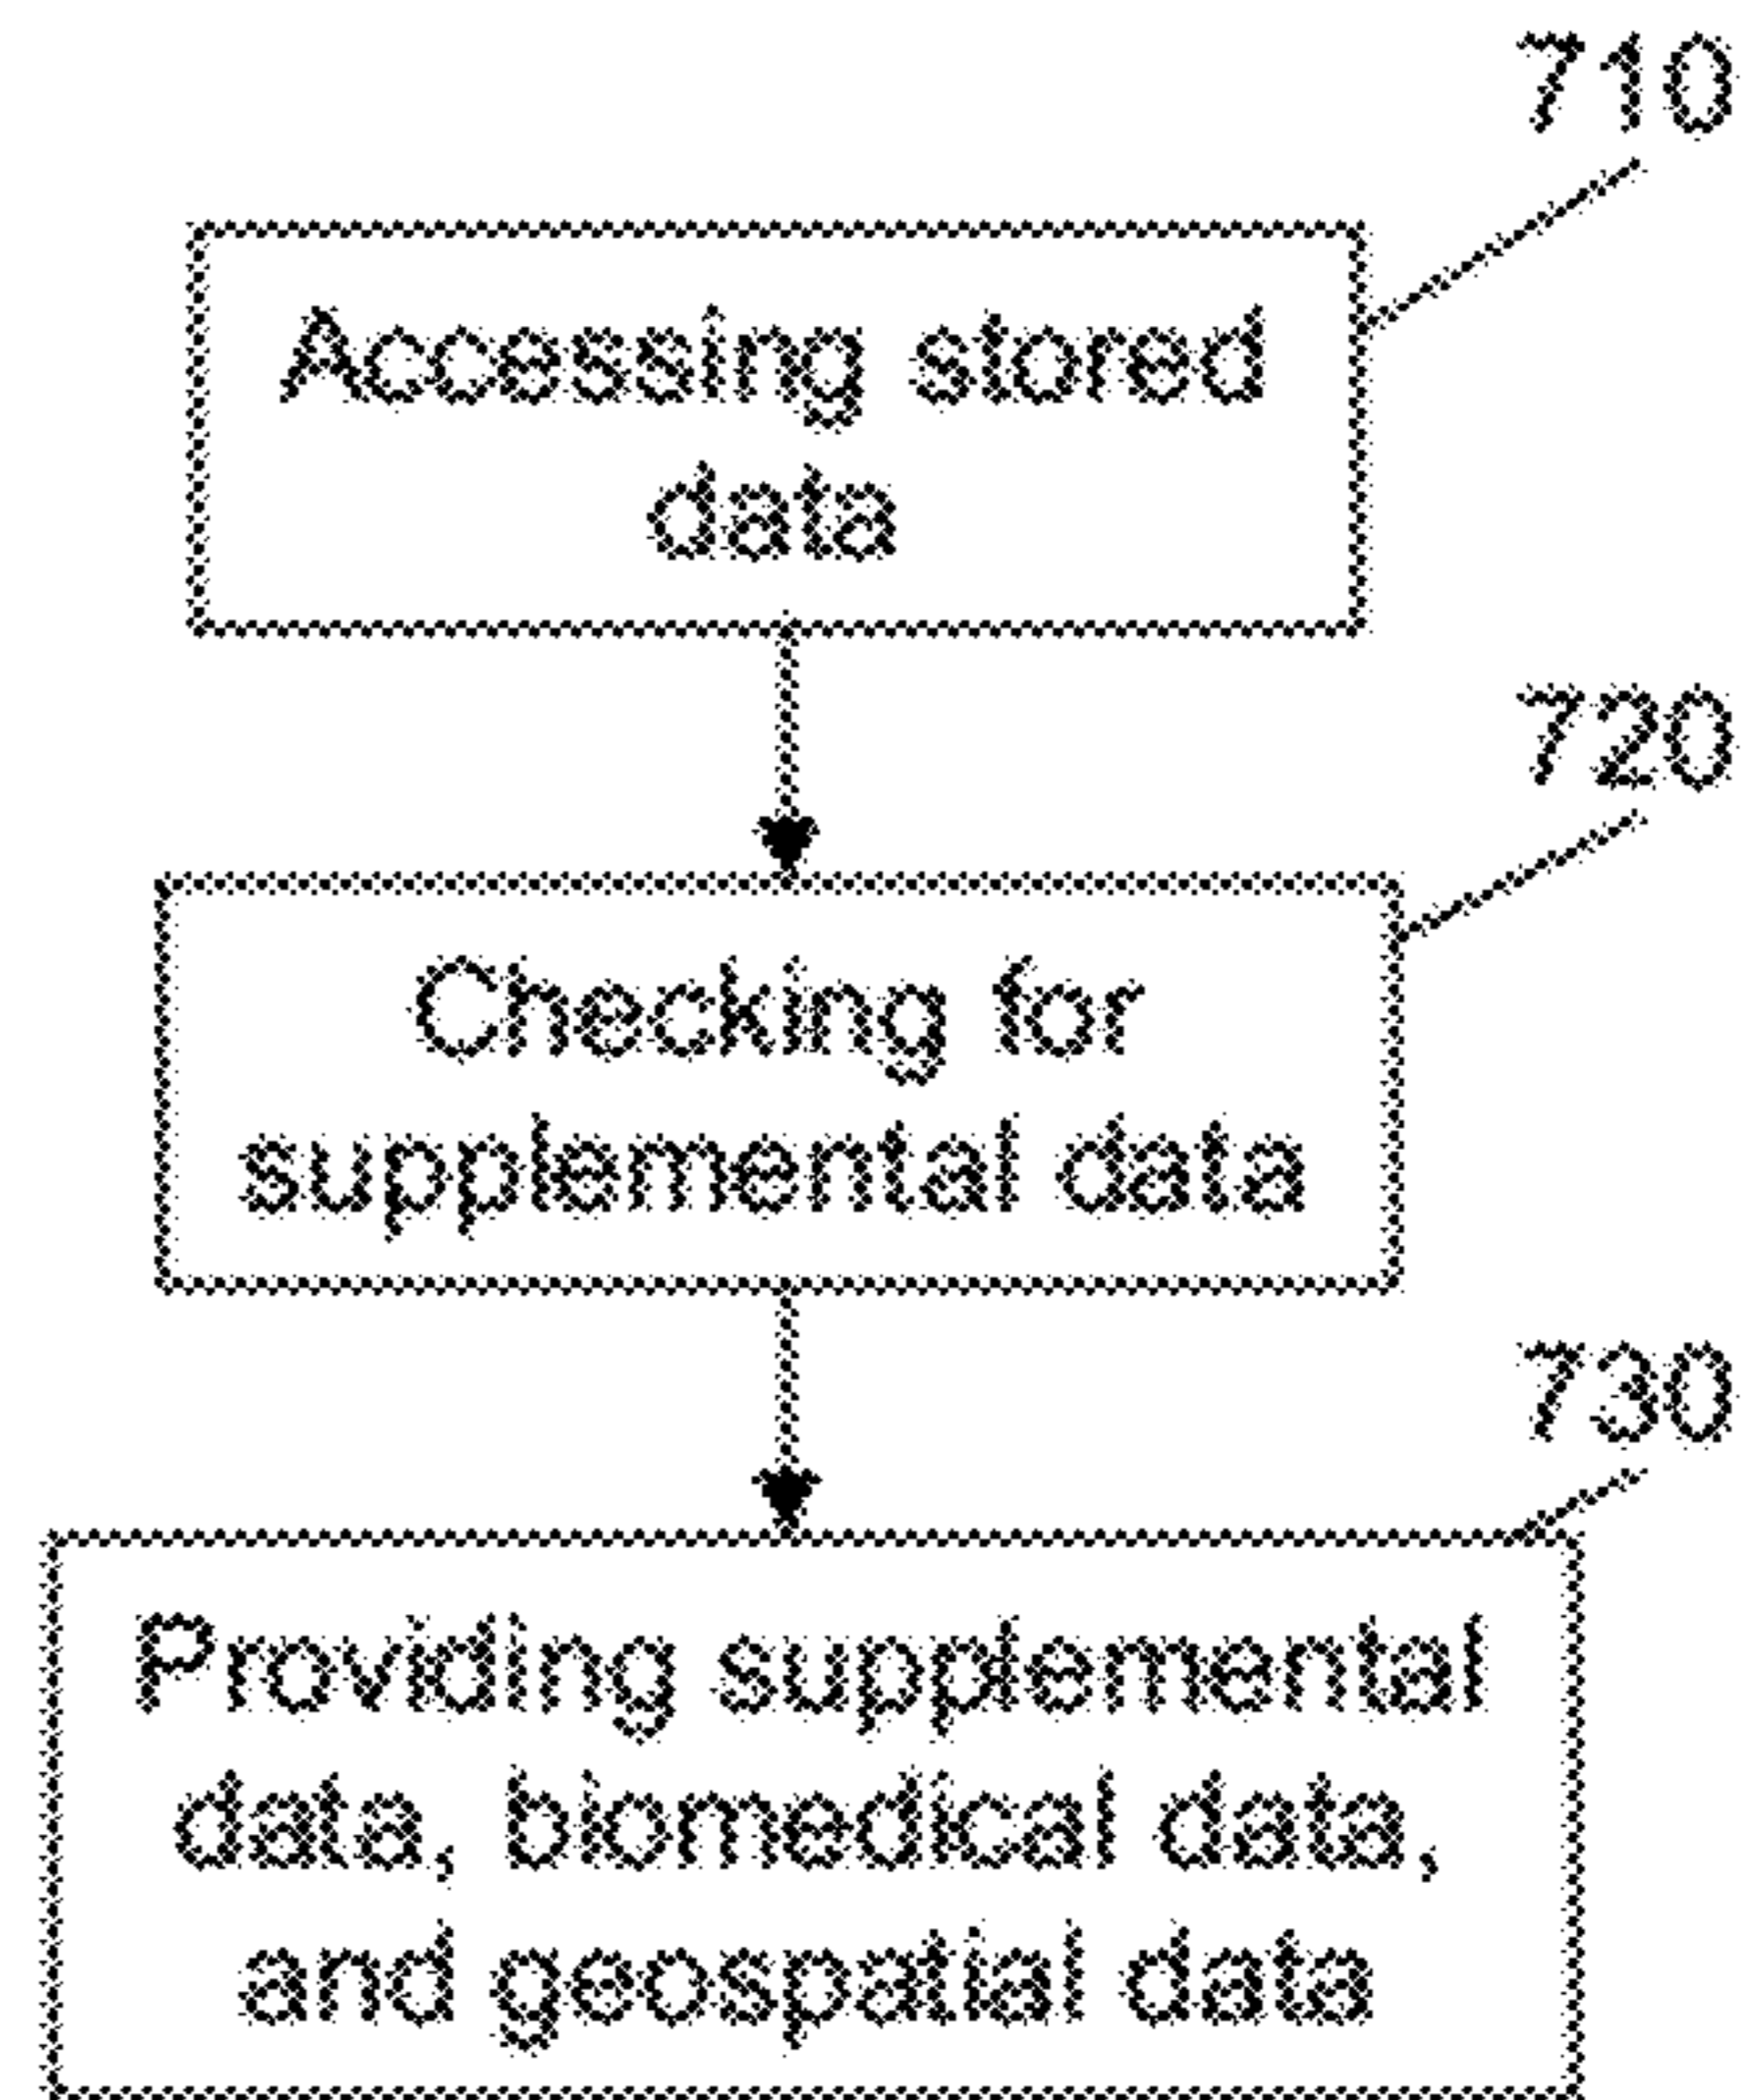 710
Accessing stored
data
720
Checking for
supplemental data
730
Providing supplemental
data, biomedical data,
and geospatial data